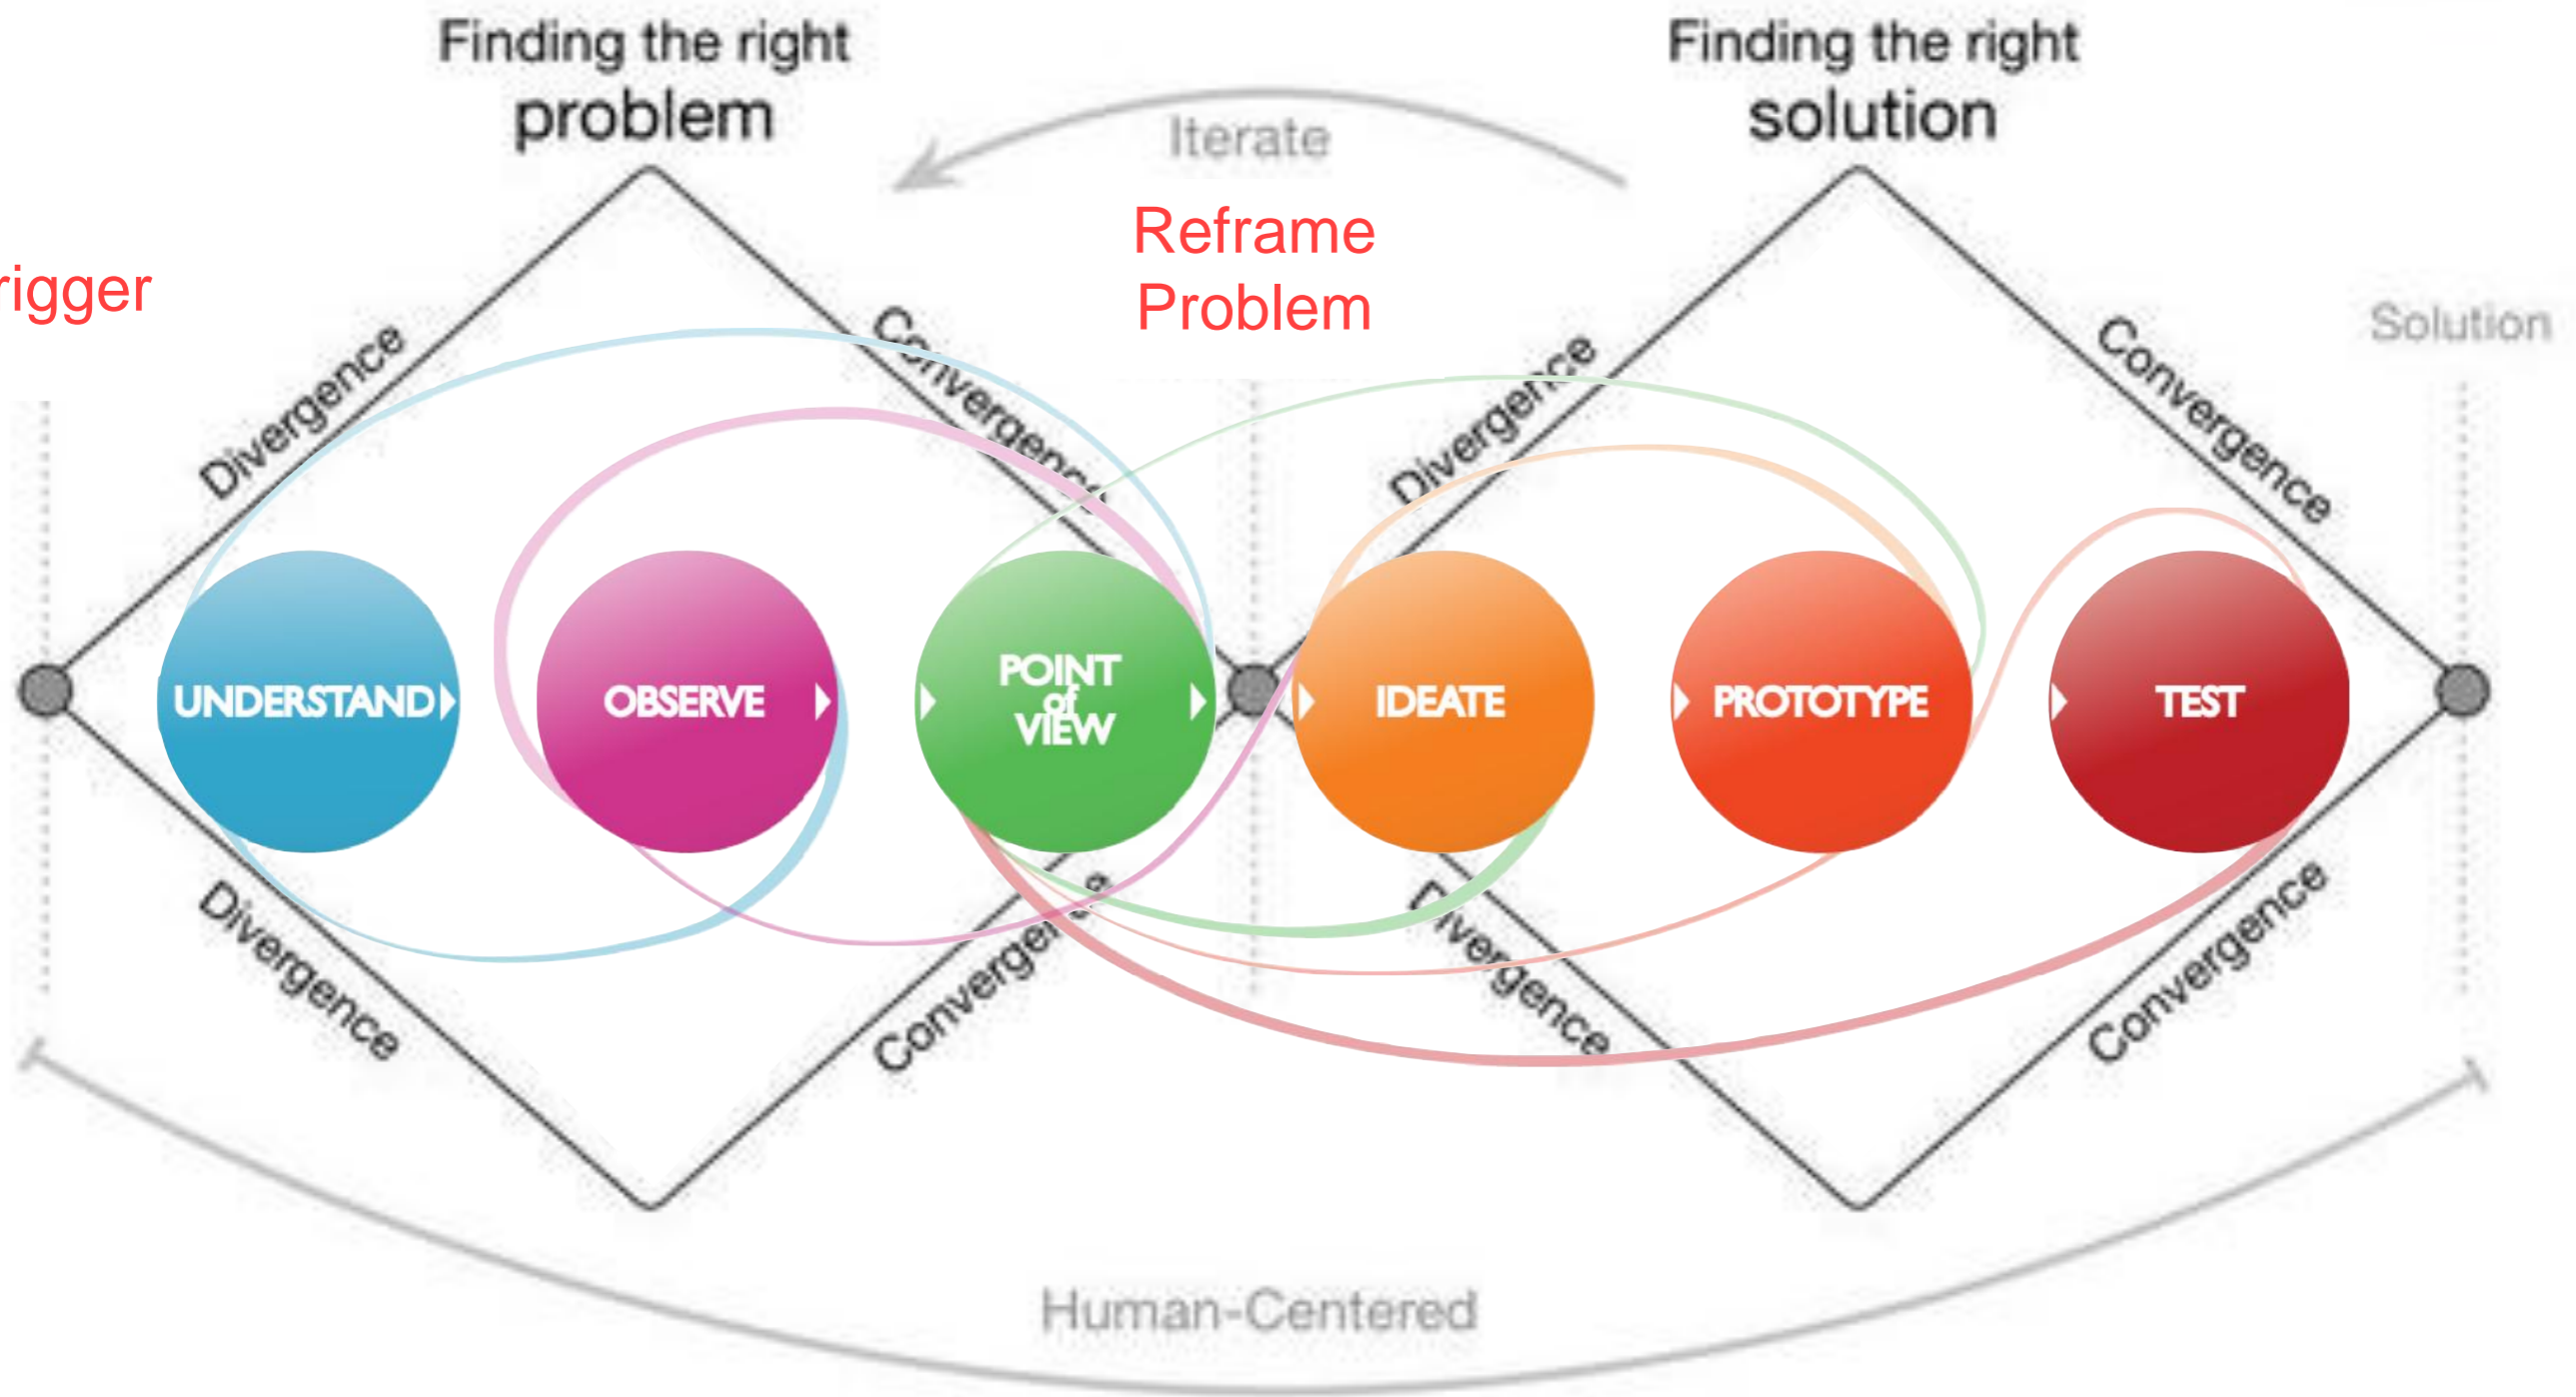 Finding the right
problem
Finding the right
solution
Iterate
Reframe
Problem
rigger
Solution
Divergence
Convergence
Divergence
Convergence
UNDERSTAND
OBSERVE
POINT
of
VIEW
IDEATE
PROTOTYPE
TEST
Divergence
Divergence
Convergence
Human-Centered